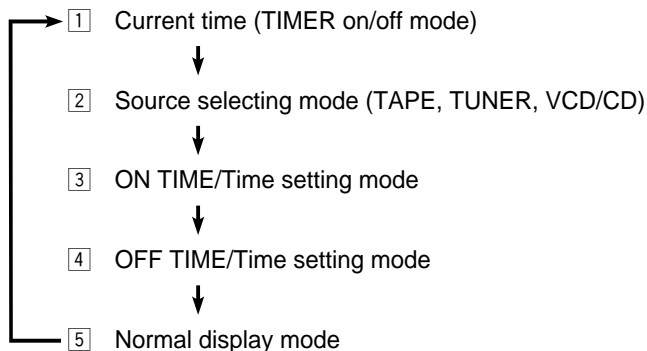 1 Current time (TIMER on/off mode)
2 Source selecting mode (TAPE, TUNER, VCD/CD)
3 ON TIME/Time setting mode
4 OFF TIME/Time setting mode
5 Normal display mode